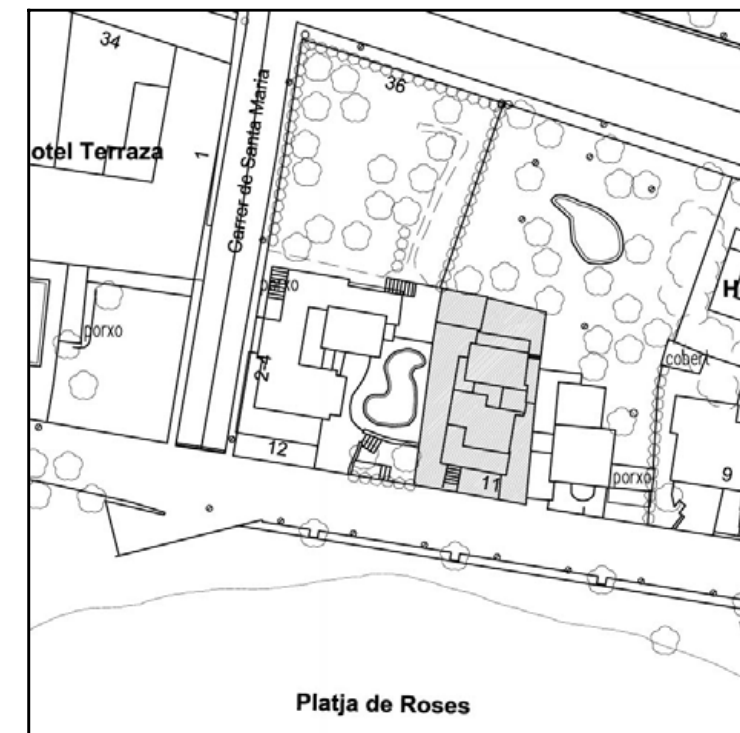 34
36
otel Terraza
1
Carrer de Santa Maria
H
porxo
porxo
cobert
2-4
12
11
porxo
9
Platja de Roses